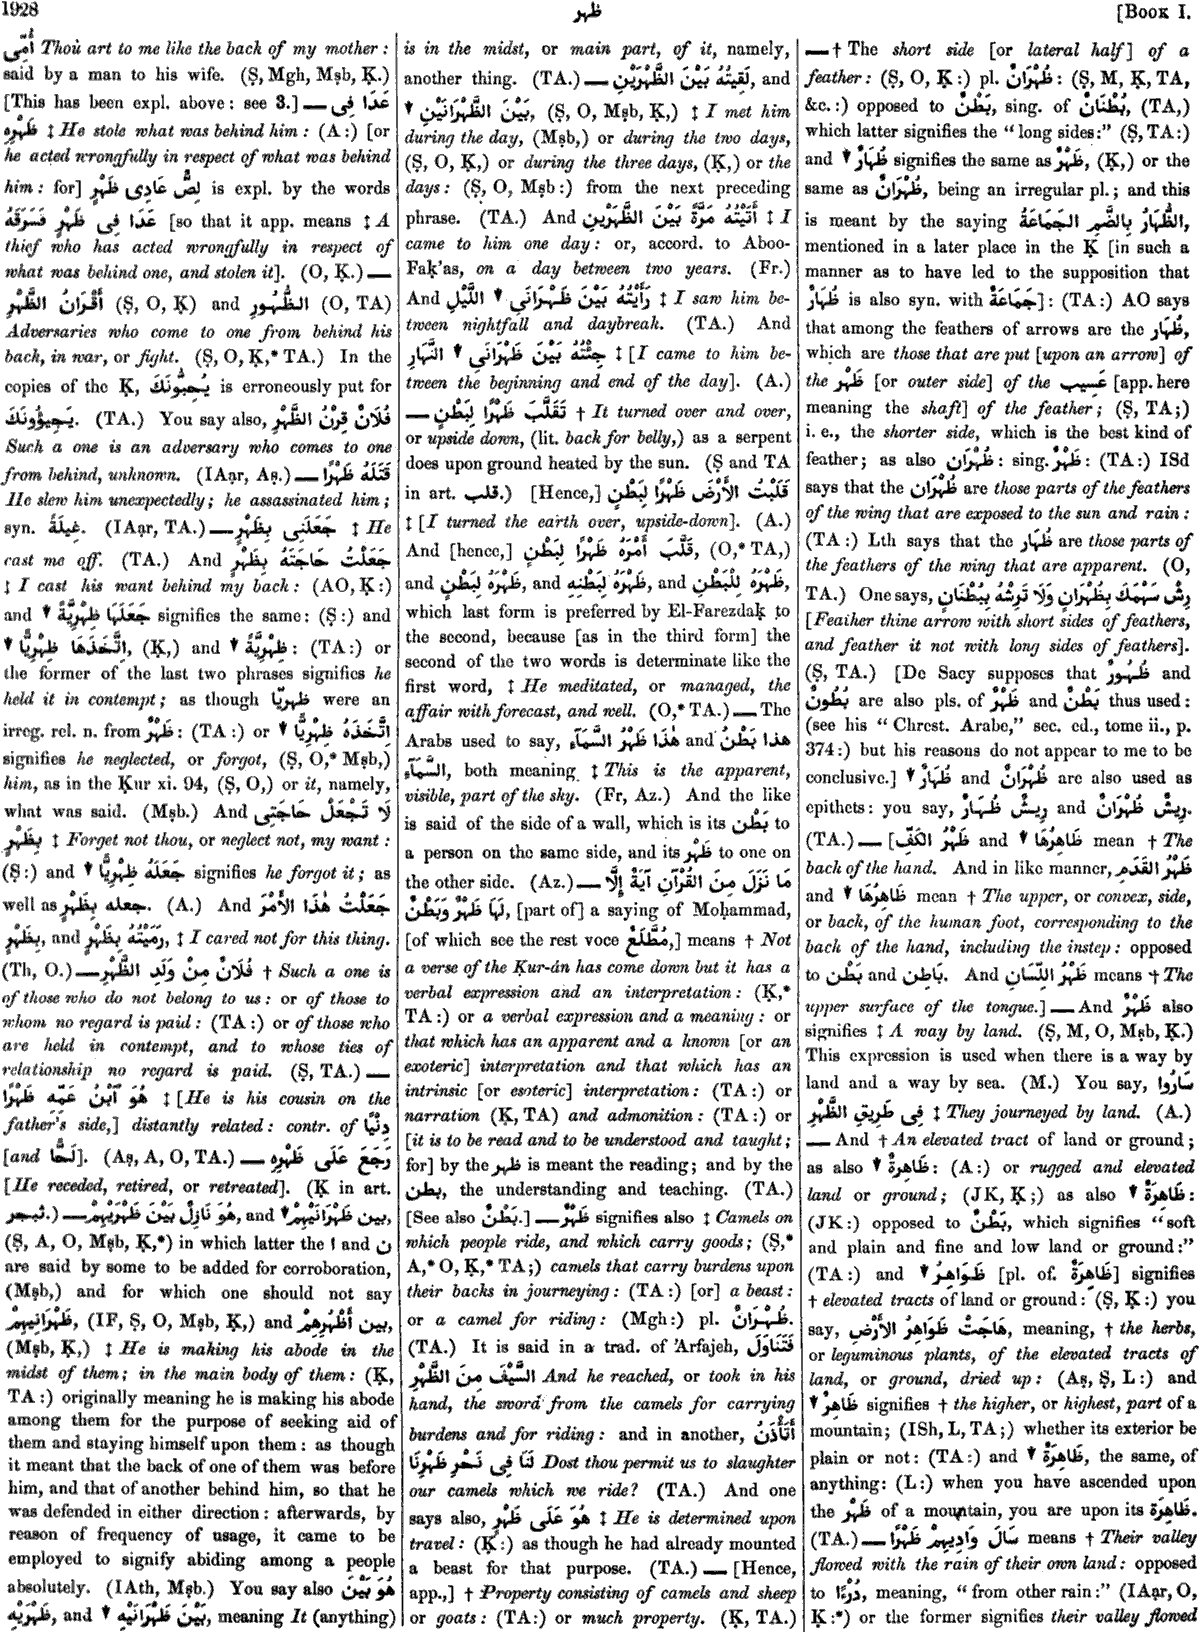 1928
ظهر
[BOOK I.
أُمِّى Thou art to me like the back of my mother :
said by a man to his wife. (Ṣ, Mgh, Mṣb, Ḳ.)
[This has been expl. above : see 3.] — عَدَا فِى
ظَهْرِهِ ‡ He stole what was behind him : (A :) [or
he acted wrongfully in respect of what was behind
him : for] لِصٌّ عَادِى ظَهْرٍ is expl. by the words
عَدَا فِى ظَهْرٍ فَسَرَقَهُ [so that it app. means ‡ A
thief who has acted wrongfully in respect of
what was behind one, and stolen it]. (O, Ḳ.) —
أَقْرَانُ الظَّهْرِ (Ṣ, O, Ḳ) and الظُّهُورِ (O, TA)
Adversaries who come to one from behind his
back, in war, or fight. (Ṣ, O, Ḳ,* TA.) In the
copies of the Ḳ, يُحِبُّونَكَ is erroneously put for
يَجِيؤُونَكَ. (TA.) You say also, فُلَانٌ قِرْنُ الظَّهْرِ
Such a one is an adversary who comes to one
from behind, unknown. (IAạr, Aṣ.) — قَتَلَهُ ظَهْرًا
He slew him unexpectedly ; he assassinated him ;
syn. غِيلَةً. (IAạr, TA.) — جَعَلَنِى بِظَهْرٍ ‡ He
cast me off. (TA.) And جَعَلْتُ حَاجَتَهُ بِظَهْرٍ
‡ I cast his want behind my back : (AO, Ḳ :)
and ▼ جَعَلَهَا ظِهْرِيَّةً signifies the same : (Ṣ :) and
▼ اتَّخَذَهَا ظِهْرِيًّا, (Ḳ,) and ▼ ظِهْرِيَّةً : (TA :) or
the former of the last two phrases signifies he
held it in contempt ; as though ظهريّا were an
irreg. rel. n. from ظَهْرٌ : (TA :) or ▼ اتَّخَذَهُ ظِهْرِيًّا
signifies he neglected, or forgot, (Ṣ, O,* Mṣb,)
him, as in the Ḳur xi. 94, (Ṣ, O,) or it, namely,
what was said. (Mṣb.) And لَا تَجْعَلْ حَاجَتِى
بِظَهْرٍ ‡ Forget not thou, or neglect not, my want :
(Ṣ :) and ▼ جَعَلَهُ ظِهْرِيًّا signifies he forgot it ; as
well as جعله بِظَهْرٍ. (A.) And جَعَلْتُ هٰذَا الأَمْرَ
بِظَهْرٍ, and رَمَيْتُهُ بِظَهْرٍ, ‡ I cared not for this thing.
(Th, O.) — فُلَانٌ مِنْ وَلَدِ الظَّهْرِ † Such a one is
of those who do not belong to us : or of those to
whom no regard is paid : (TA :) or of those who
are held in contempt, and to whose ties of
relationship no regard is paid. (Ṣ, TA.) —
هُوَ ٱبْنُ عَمِّهِ ظَهْرًا ‡ [He is his cousin on the
father's side,] distantly related : contr. of دِنْيًا
[and لَحًّا]. (Aṣ, A, O, TA.) — رَجَعَ عَلَى ظَهْرِهِ
[He receded, retired, or retreated]. (Ḳ in art.
ثبجر.) — هُوَ نَازِلٌ بَيْنَ ظَهْرَيْهِمْ, and ▼ بين ظَهْرَانَيْهِمْ,
(Ṣ, A, O, Mṣb, Ḳ,*) in which latter the ا and ن
are said by some to be added for corroboration,
(Mṣb,) and for which one should not say
ظَهْرَانِيهِمْ, (IF, Ṣ, O, Mṣb, Ḳ,) and بين أَظْهُرِهِمْ,
(Mṣb, Ḳ,) ‡ He is making his abode in the
midst of them ; in the main body of them : (Ḳ,
TA :) originally meaning he is making his abode
among them for the purpose of seeking aid of
them and staying himself upon them : as though
it meant that the back of one of them was before
him, and that of another behind him, so that he
was defended in either direction : afterwards, by
reason of frequency of usage, it came to be
employed to signify abiding among a people
absolutely. (IAth, Mṣb.) You say also هُوَ بَيْنَ
ظَهْرَيْهِ, and ▼ بَيْنَ ظَهْرَانَيْهِ, meaning It (anything)
is in the midst, or main part, of it, namely,
another thing. (TA.) — لَقِيتُهُ بَيْنَ الظَّهْرَيْنِ, and
▼ بَيْنَ الظَّهْرَانَيْنِ, (Ṣ, O, Mṣb, Ḳ,) ‡ I met him
during the day, (Mṣb,) or during the two days,
(Ṣ, O, Ḳ,) or during the three days, (Ḳ,) or the
days : (Ṣ, O, Mṣb :) from the next preceding
phrase. (TA.) And أَتَيْتُهُ مَرَّةً بَيْنَ الظَّهْرَيْنِ ‡ I
came to him one day : or, accord. to Aboo-
Faḳ'as, on a day between two years. (Fr.)
And رَأَيْتُهُ بَيْنَ ظَهْرَانَىِ ▼ اللَّيْلِ ‡ I saw him be-
tween nightfall and daybreak. (TA.) And
جِئْتُهُ بَيْنَ ظَهْرَانَىِ ▼ النَّهَارِ ‡ [I came to him be-
tween the beginning and end of the day]. (A.)
— تَقَلَّبَ ظَهْرًا لِبَطْنٍ † It turned over and over,
or upside down, (lit. back for belly,) as a serpent
does upon ground heated by the sun. (Ṣ and TA
in art. قلب.) [Hence,] قَلَبْتُ الأَرْضَ ظَهْرًا لِبَطْنٍ
‡ [I turned the earth over, upside-down]. (A.)
And [hence,] قَلَّبَ أَمْرَهُ ظَهْرًا لِبَطْنٍ, (O,* TA,)
and ظَهْرَهُ لِبَطْنٍ, and ظَهْرَهُ لِبَطْنِهِ, and ظَهْرَهُ لِلْبَطْنِ,
which last form is preferred by El-Farezdaḳ to
the second, because [as in the third form] the
second of the two words is determinate like the
first word, ‡ He meditated, or managed, the
affair with forecast, and well. (O,* TA.) — The
Arabs used to say, هٰذَا ظَهْرُ السَّمَآءِ and هذا بَطْنُ
السَّمَآءِ, both meaning ‡ This is the apparent,
visible, part of the sky. (Fr, Az.) And the like
is said of the side of a wall, which is its بَطْن to
a person on the same side, and its ظَهْر to one on
the other side. (Az.) — مَا نَزَلَ مِنَ القُرْآنِ آيَةٌ إِلَّا
لَهَا ظَهْرٌ وَبَطْنٌ, [part of] a saying of Moḥammad,
[of which see the rest voce مُطَّلَعٌ,] means † Not
a verse of the Ḳur-án has come down but it has a
verbal expression and an interpretation : (Ḳ,*
TA :) or a verbal expression and a meaning : or
that which has an apparent and a known [or an
exoteric] interpretation and that which has an
intrinsic [or esoteric] interpretation : (TA :) or
narration (Ḳ, TA) and admonition : (TA :) or
[it is to be read and to be understood and taught ;
for] by the ظهر is meant the reading ; and by the
بطن, the understanding and teaching. (TA.)
[See also بَطْنٌ.] — ظَهْرٌ signifies also ‡ Camels on
which people ride, and which carry goods ; (Ṣ,*
A,* O, Ḳ,* TA ;) camels that carry burdens upon
their backs in journeying : (TA :) [or] a beast :
or a camel for riding : (Mgh :) pl. ظُهْرَانٌ.
(TA.) It is said in a trad. of 'Arfajeh, فَتَنَاوَلَ
السَّيْفَ مِنَ الظَّهْرِ And he reached, or took in his
hand, the sword from the camels for carrying
burdens and for riding : and in another, أَتَأْذَنُ
لَنَا فِى نَحْرِ ظَهْرِنَا Dost thou permit us to slaughter
our camels which we ride? (TA.) And one
says also, هُوَ عَلَى ظَهْرٍ ‡ He is determined upon
travel : (Ḳ :) as though he had already mounted
a beast for that purpose. (TA.) — [Hence,
app.,] † Property consisting of camels and sheep
or goats : (TA :) or much property. (Ḳ, TA.)
— † The short side [or lateral half] of a
feather : (Ṣ, O, Ḳ :) pl. ظُهْرَانٌ : (Ṣ, M, Ḳ, TA,
&c. :) opposed to بَطْنٌ, sing. of بُطْنَانٌ, (TA,)
which latter signifies the "long sides:" (Ṣ, TA :)
and ▼ ظُهَارٌ signifies the same as ظَهْرٌ, (Ḳ,) or the
same as ظُهْرَانٌ, being an irregular pl. ; and this
is meant by the saying الظُّهَارُ بِالضَّمِّ الجَمَاعَةُ,
mentioned in a later place in the Ḳ [in such a
manner as to have led to the supposition that
ظُهَارٌ is also syn. with جَمَاعَةٌ] : (TA :) AO says
that among the feathers of arrows are the ظُهَار,
which are those that are put [upon an arrow] of
the ظَهْر [or outer side] of the عَسِيب [app. here
meaning the shaft] of the feather ; (Ṣ, TA ;)
i. e., the shorter side, which is the best kind of
feather ; as also ظُهْرَان : sing. ظَهْرٌ : (TA :) ISd
says that the ظُهْرَان are those parts of the feathers
of the wing that are exposed to the sun and rain :
(TA :) Lth says that the ظُهَار are those parts of
the feathers of the wing that are apparent. (O,
TA.) One says, رِشْ سَهْمَكَ بِظُهْرَانٍ وَلَا تَرِشْهُ بِبُطْنَانٍ
[Feather thine arrow with short sides of feathers,
and feather it not with long sides of feathers].
(Ṣ, TA.) [De Sacy supposes that ظُهُورٌ and
بُطُونٌ are also pls. of ظَهْرٌ and بَطْنٌ thus used :
(see his "Chrest. Arabe," sec. ed., tome ii., p.
374 :) but his reasons do not appear to me to be
conclusive.] ▼ ظُهَارٌ and ظُهْرَانٌ are also used as
epithets : you say, رِيشٌ ظُهَارٌ and رِيشٌ ظُهْرَانٌ.
(TA.) — [ظَهْرُ الكَفِّ and ▼ ظَاهِرُهَا mean † The
back of the hand. And in like manner, ظَهْرُ القَدَمِ
and ▼ ظَاهِرُهَا mean † The upper, or convex, side,
or back, of the human foot, corresponding to the
back of the hand, including the instep : opposed
to بَطْن and بَاطِن. And ظَهْرُ اللِّسَانِ means † The
upper surface of the tongue.] — And ظَهْرٌ also
signifies ‡ A way by land. (Ṣ, M, O, Mṣb, Ḳ.)
This expression is used when there is a way by
land and a way by sea. (M.) You say, سَارُوا
فِى طَرِيقِ الظَّهْرِ ‡ They journeyed by land. (A.)
— And † An elevated tract of land or ground ;
as also ▼ ظَاهِرَةٌ : (A :) or rugged and elevated
land or ground ; (JK, Ḳ ;) as also ▼ ظَاهِرَةٌ :
(JK :) opposed to بَطْنٌ, which signifies "soft
and plain and fine and low land or ground :"
(TA :) and ▼ ظَوَاهِرُ [pl. of. ظَاهِرَةٌ] signifies
† elevated tracts of land or ground : (Ṣ, Ḳ :) you
say, هَاجَتْ ظَوَاهِرُ الأَرْضِ, meaning, † the herbs,
or leguminous plants, of the elevated tracts of
land, or ground, dried up : (Aṣ, Ṣ, L :) and
▼ ظَاهِرٌ signifies † the higher, or highest, part of a
mountain ; (ISh, L, TA ;) whether its exterior be
plain or not : (TA :) and ▼ ظَاهِرَةٌ, the same, of
anything : (L :) when you have ascended upon
the ظَهْر of a mountain, you are upon its ظَاهِرَة.
(TA.) — سَالَ وَادِيهِمْ ظَهْرًا means † Their valley
flowed with the rain of their own land : opposed
to دُرْءًا, meaning, "from other rain :" (IAạr, O,
Ḳ :*) or the former signifies their valley flowed